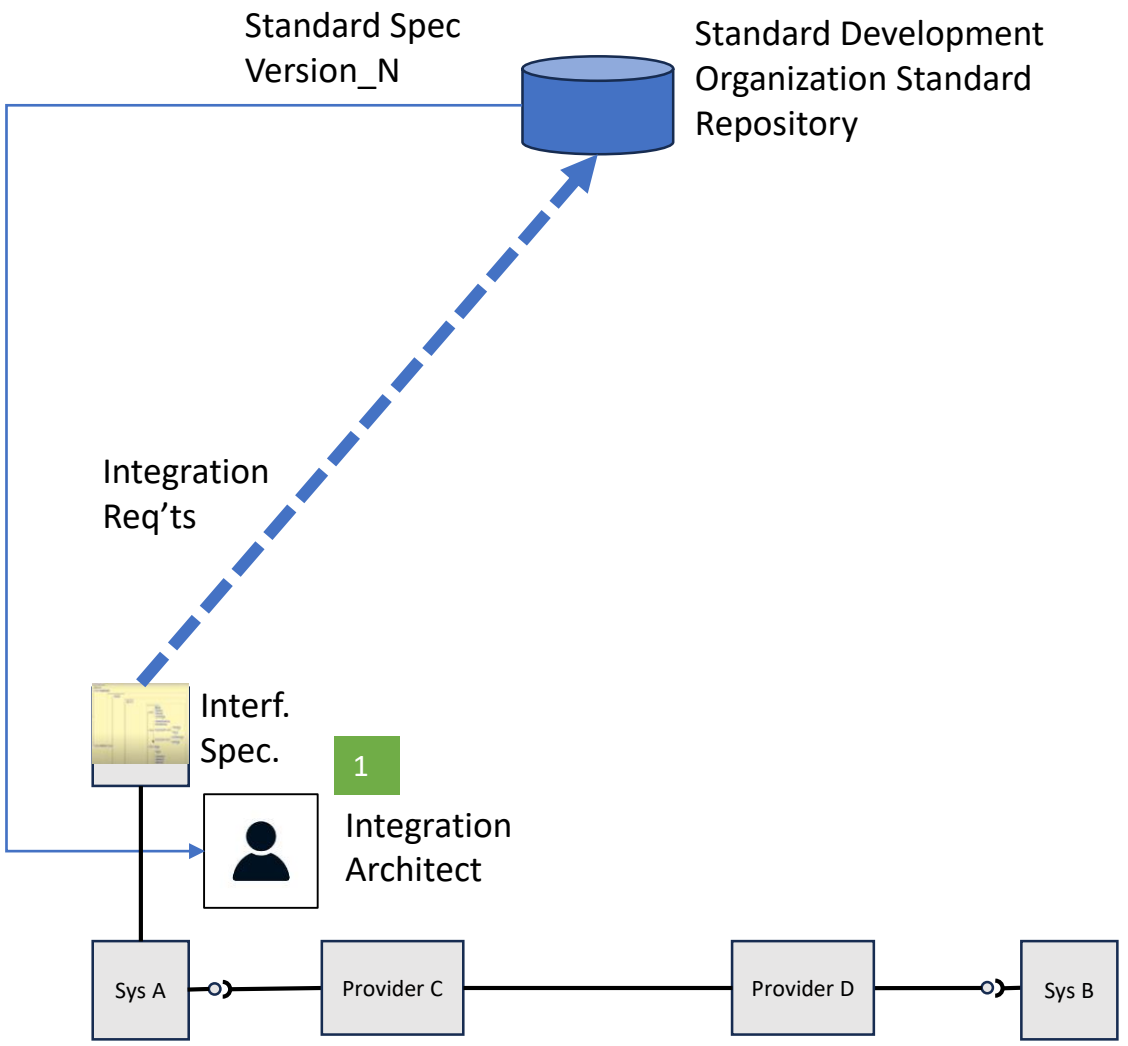 Standard Spec
Version_N
Standard Development
Organization Standard
Repository
Integration
Req’ts
Interf.
Spec.
1
Integration
Architect
Sys A
Provider C
Provider D
Sys B